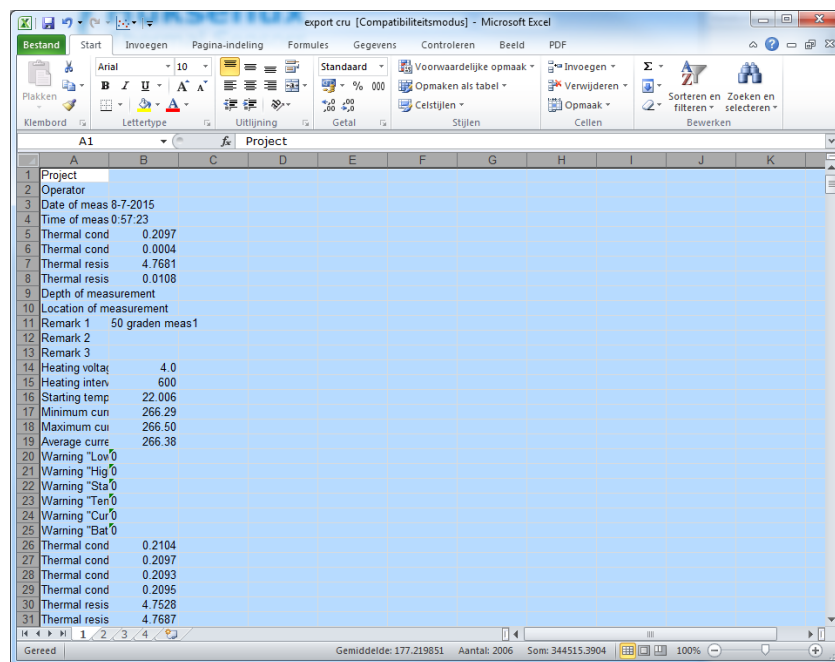 export cru [Compatibiliteitsmodus] - Microsoft Excel
Bestand Start Invoegen Pagina-indeling Formules Gegevens Controleren Beeld PDF
Plakken
Klembord
Arial 10
B I U A A
A
Lettertype
Uitlijning
Standaard
% 000
,00 ,00
Getal
Voorwaardelijke opmaak
Opmaken als tabel
Celstijlen
Stijlen
Invoegen
Verwijderen
Opmaak
Cellen
Σ
Sorteren en filteren
Zoeken en selecteren
Bewerken
A1 fx Project
A B C D E F G H I J K
1 Project
2 Operator
3 Date of meas 8-7-2015
4 Time of meas 0:57:23
5 Thermal cond 0.2097
6 Thermal cond 0.0004
7 Thermal resis 4.7681
8 Thermal resis 0.0108
9 Depth of measurement
10 Location of measurement
11 Remark 1 50 graden meas1
12 Remark 2
13 Remark 3
14 Heating voltag 4.0
15 Heating interv 600
16 Starting temp 22.006
17 Minimum curr 266.29
18 Maximum cur 266.50
19 Average curre 266.38
20 Warning "Low 0
21 Warning "Hig 0
22 Warning "Sta 0
23 Warning "Ten 0
24 Warning "Cur 0
25 Warning "Bat 0
26 Thermal cond 0.2104
27 Thermal cond 0.2097
28 Thermal cond 0.2093
29 Thermal cond 0.2095
30 Thermal resis 4.7528
31 Thermal resis 4.7687
1 2 3 4
Gereed Gemiddelde: 177.219851 Aantal: 2006 Som: 344515.3904 100%